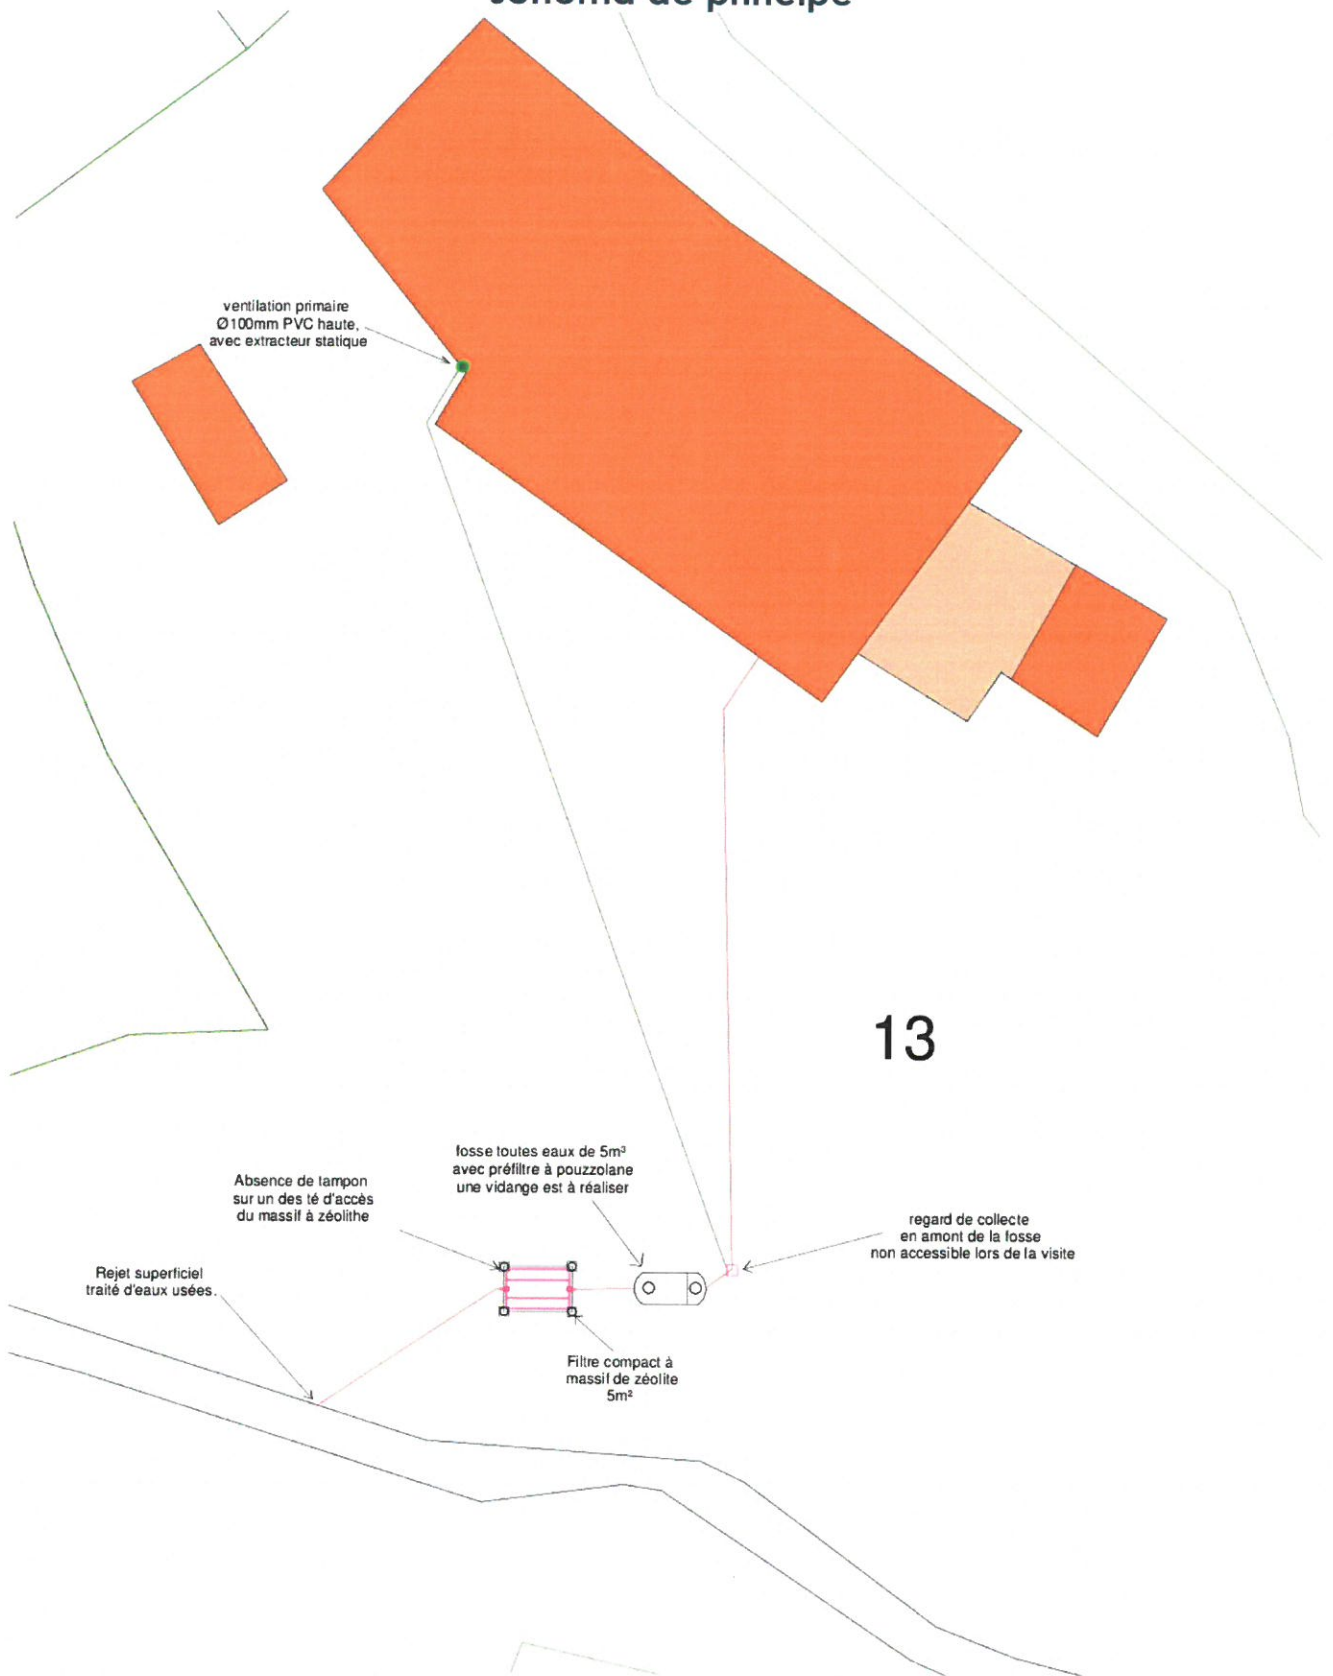 schéma de principe
ventilation primaire
Ø100mm PVC haute,
avec extracteur statique
13
fosse toutes eaux de 5m³
avec préfiltre à pouzzolane
une vidange est à réaliser
Absence de tampon
sur un des té d'accès
du massif à zéolithe
regard de collecte
en amont de la fosse
non accessible lors de la visite
Rejet superficiel
traité d'eaux usées.
Filtre compact à
massif de zéolite
5m²